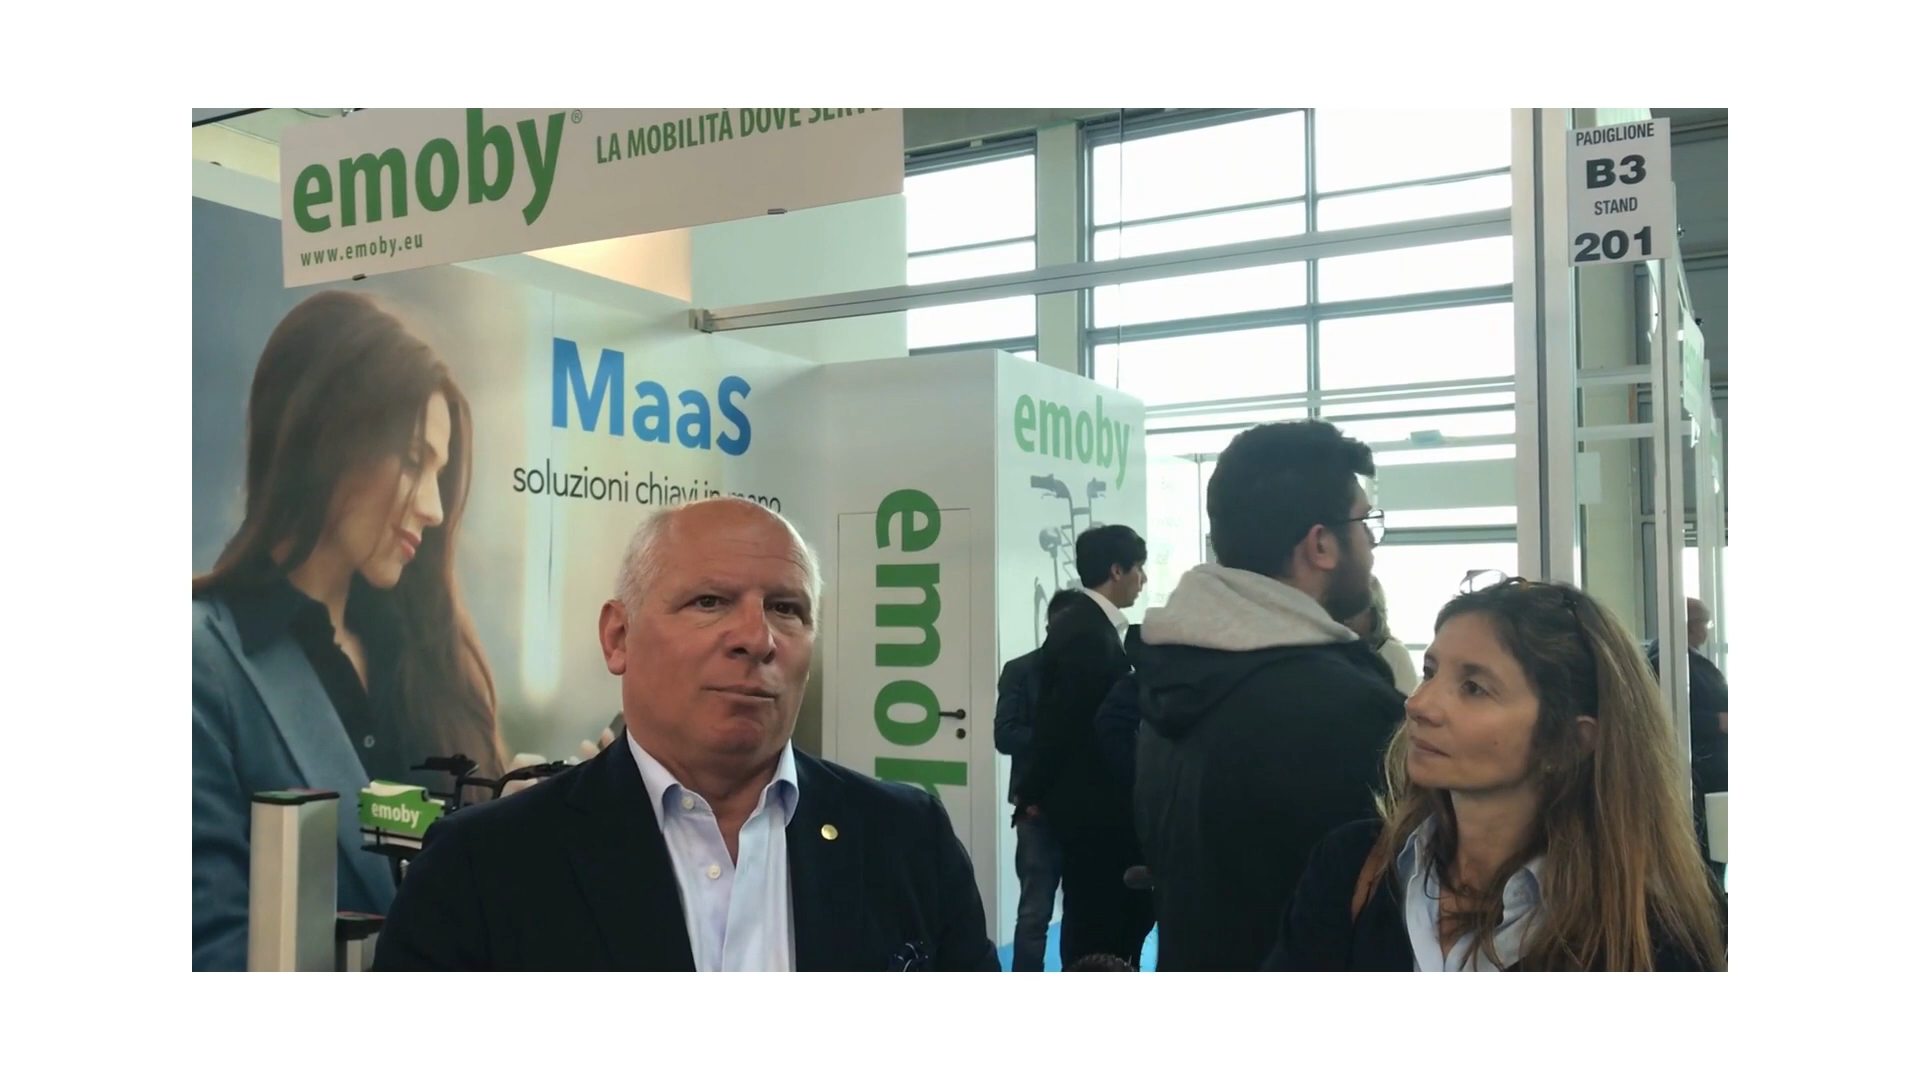 emoby® LA MOBILITÀ DOVE SERVE
www.emoby.eu
PADIGLIONE
B3
STAND
201
MaaS
soluzioni chiavi in mano
emoby
emob
emoby